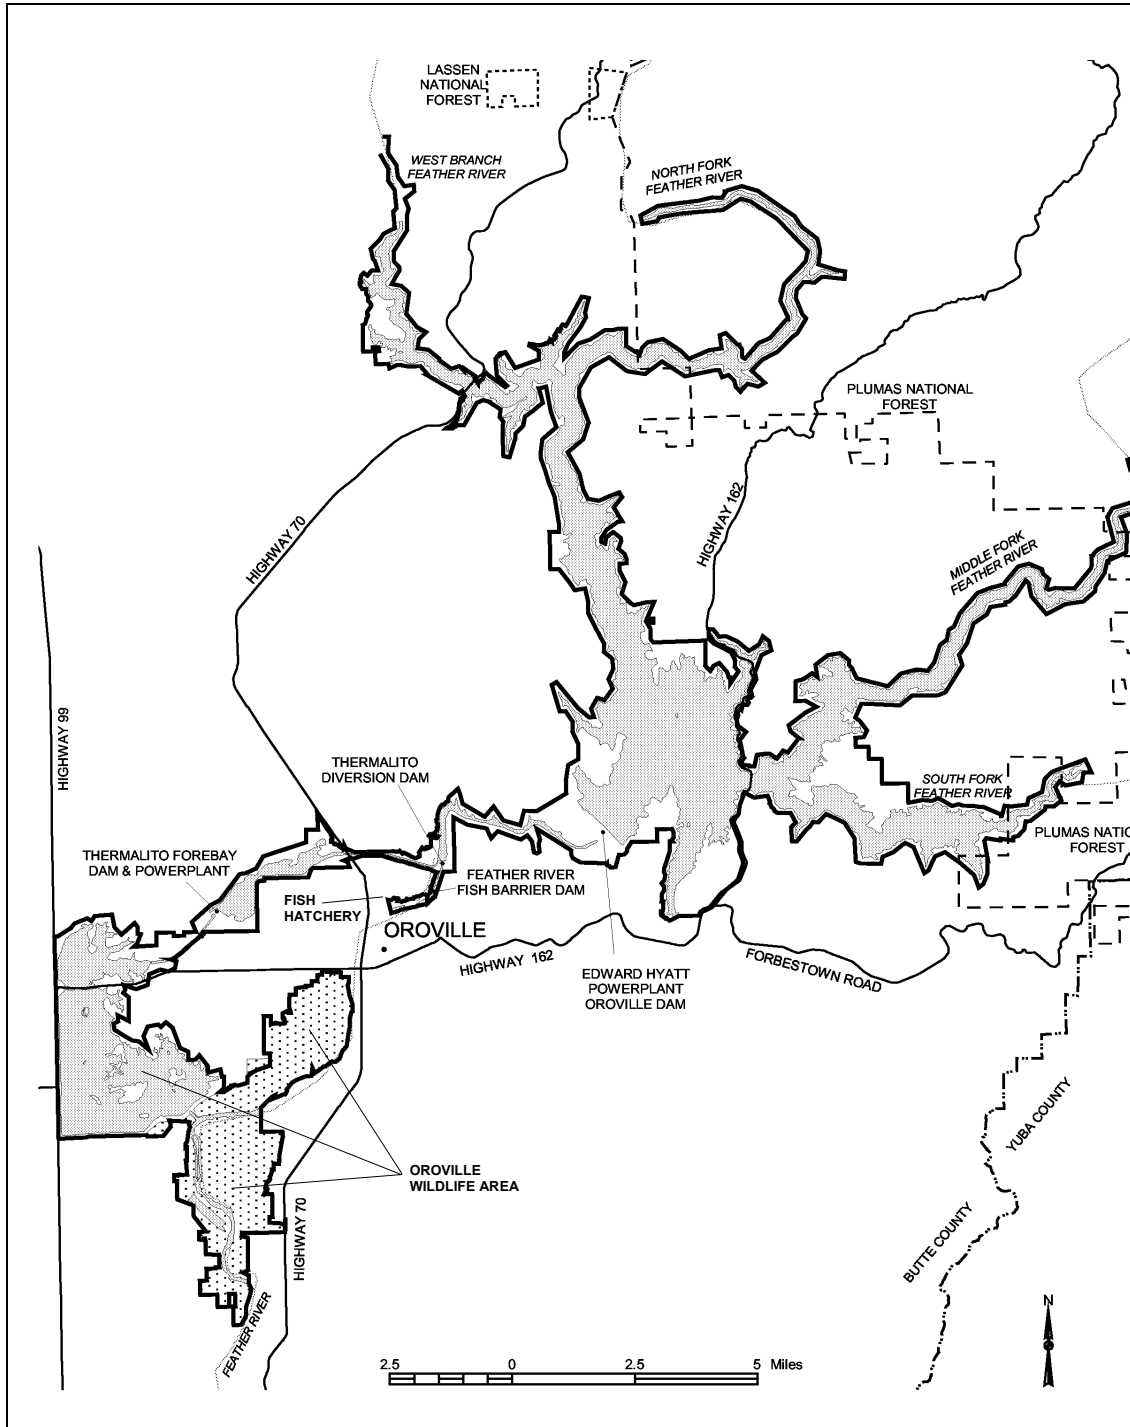 LASSEN
NATIONAL
FOREST
WEST BRANCH
FEATHER RIVER
NORTH FORK
FEATHER RIVER
PLUMAS NATIONAL
FOREST
HIGHWAY 162
HIGHWAY 70
MIDDLE FORK
FEATHER RIVER
HIGHWAY 99
THERMALITO
DIVERSION DAM
SOUTH FORK
FEATHER RIVER
PLUMAS NATIO
FOREST
THERMALITO FOREBAY
DAM & POWERPLANT
FEATHER RIVER
FISH BARRIER DAM
FISH
HATCHERY
OROVILLE
HIGHWAY 162
FORBESTOWN ROAD
EDWARD HYATT
POWERPLANT
OROVILLE DAM
YUBA COUNTY
BUTTE COUNTY
OROVILLE
WILDLIFE AREA
HIGHWAY 70
FEATHER RIVER
N
2.5 0 2.5 5 Miles